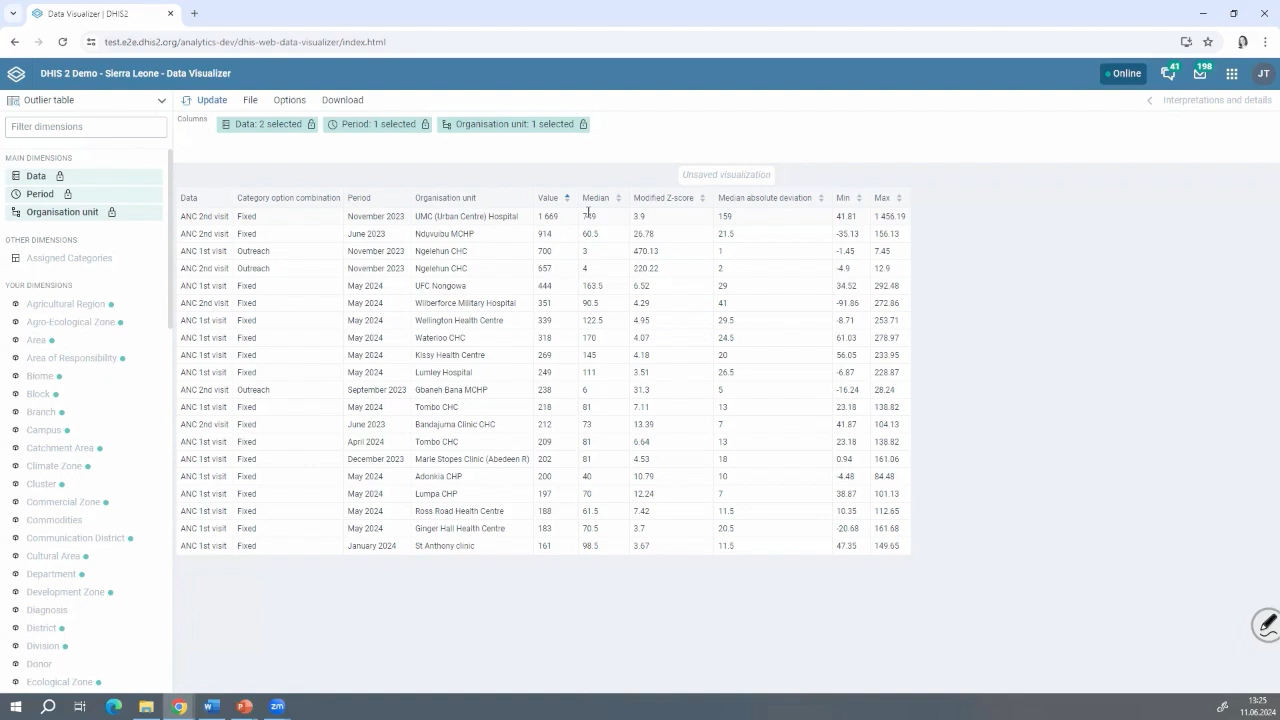 Data Visualizer | DHIS2
test.e2e.dhis2.org/analytics-dev/dhis-web-data-visualizer/index.html
DHIS 2 Demo - Sierra Leone - Data Visualizer
Online 41 198 JT
Outlier table Update File Options Download Interpretations and details
Filter dimensions
Columns Data: 2 selected Period: 1 selected Organisation unit: 1 selected
MAIN DIMENSIONS
Data
Period
Organisation unit
OTHER DIMENSIONS
Assigned Categories
YOUR DIMENSIONS
Agricultural Region
Agro-Ecological Zone
Area
Area of Responsibility
Biome
Block
Branch
Campus
Catchment Area
Climate Zone
Cluster
Commercial Zone
Commodities
Communication District
Cultural Area
Department
Development Zone
Diagnosis
District
Division
Donor
Ecological Zone
Unsaved visualization
Data Category option combination Period Organisation unit Value Median Modified Z-score Median absolute deviation Min Max
ANC 2nd visit Fixed November 2023 UMC (Urban Centre) Hospital 1 669 749 3.9 159 41.81 1 456.19
ANC 2nd visit Fixed June 2023 Nduvuibu MCHP 914 60.5 26.78 21.5 -35.13 156.13
ANC 1st visit Outreach November 2023 Ngelehun CHC 700 3 470.13 1 -1.45 7.45
ANC 2nd visit Outreach November 2023 Ngelehun CHC 657 4 220.22 2 -4.9 12.9
ANC 1st visit Fixed May 2024 UFC Nongowa 444 163.5 6.52 29 34.52 292.48
ANC 2nd visit Fixed May 2024 Wilberforce Military Hospital 351 90.5 4.29 41 -91.86 272.86
ANC 1st visit Fixed May 2024 Wellington Health Centre 339 122.5 4.95 29.5 -8.71 253.71
ANC 1st visit Fixed May 2024 Waterloo CHC 318 170 4.07 24.5 61.03 278.97
ANC 1st visit Fixed May 2024 Kissy Health Centre 269 145 4.18 20 56.05 233.95
ANC 1st visit Fixed May 2024 Lumley Hospital 249 111 3.51 26.5 -6.87 228.87
ANC 2nd visit Outreach September 2023 Gbaneh Bana MCHP 238 6 31.3 5 -16.24 28.24
ANC 1st visit Fixed May 2024 Tombo CHC 218 81 7.11 13 23.18 138.82
ANC 2nd visit Fixed June 2023 Bandajuma Clinic CHC 212 73 13.39 7 41.87 104.13
ANC 1st visit Fixed April 2024 Tombo CHC 209 81 6.64 13 23.18 138.82
ANC 1st visit Fixed December 2023 Marie Stopes Clinic (Abadeen R) 202 81 4.53 18 0.94 161.06
ANC 1st visit Fixed May 2024 Adonkia CHP 200 40 10.79 10 -4.48 84.48
ANC 1st visit Fixed May 2024 Lumpa CHP 197 70 12.24 7 38.87 101.13
ANC 1st visit Fixed May 2024 Ross Road Health Centre 188 61.5 7.42 11.5 10.35 112.65
ANC 1st visit Fixed May 2024 Ginger Hall Health Centre 183 70.5 3.7 20.5 -20.68 161.68
ANC 1st visit Fixed January 2024 St Anthony clinic 161 98.5 3.67 11.5 47.35 149.65
13:25
11.06.2024